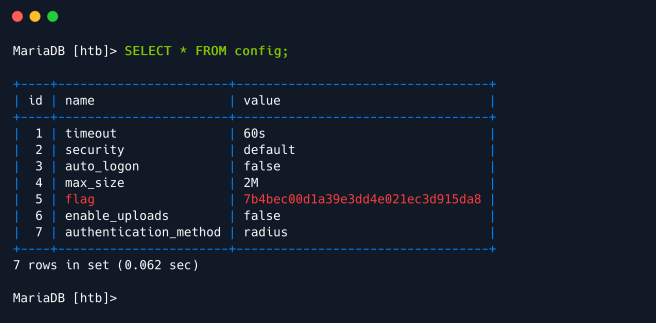 MariaDB [htb]> SELECT * FROM config;
+----+-----------------------+----------------------------------+
| id | name                  | value                            |
+----+-----------------------+----------------------------------+
|  1 | timeout               | 60s                              |
|  2 | security              | default                          |
|  3 | auto_logon            | false                            |
|  4 | max_size              | 2M                               |
|  5 | flag                  | 7b4bec00d1a39e3dd4e021ec3d915da8 |
|  6 | enable_uploads        | false                            |
|  7 | authentication_method | radius                           |
+----+-----------------------+----------------------------------+
7 rows in set (0.062 sec)
MariaDB [htb]>